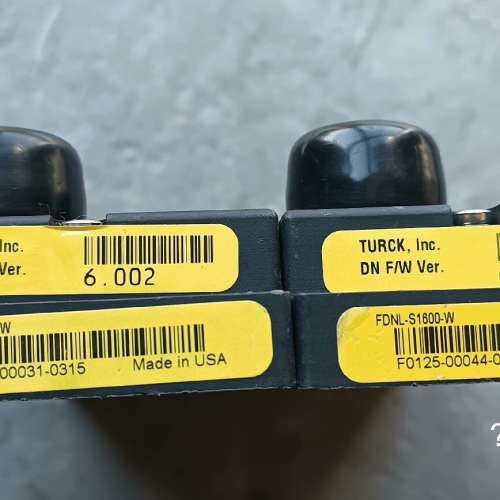 Inc.
Ver.
6.002
W
00031-0315
Made in USA
TURCK, Inc.
DN F/W Ver.
FDNL-S1600-W
F0125-00044-0
?